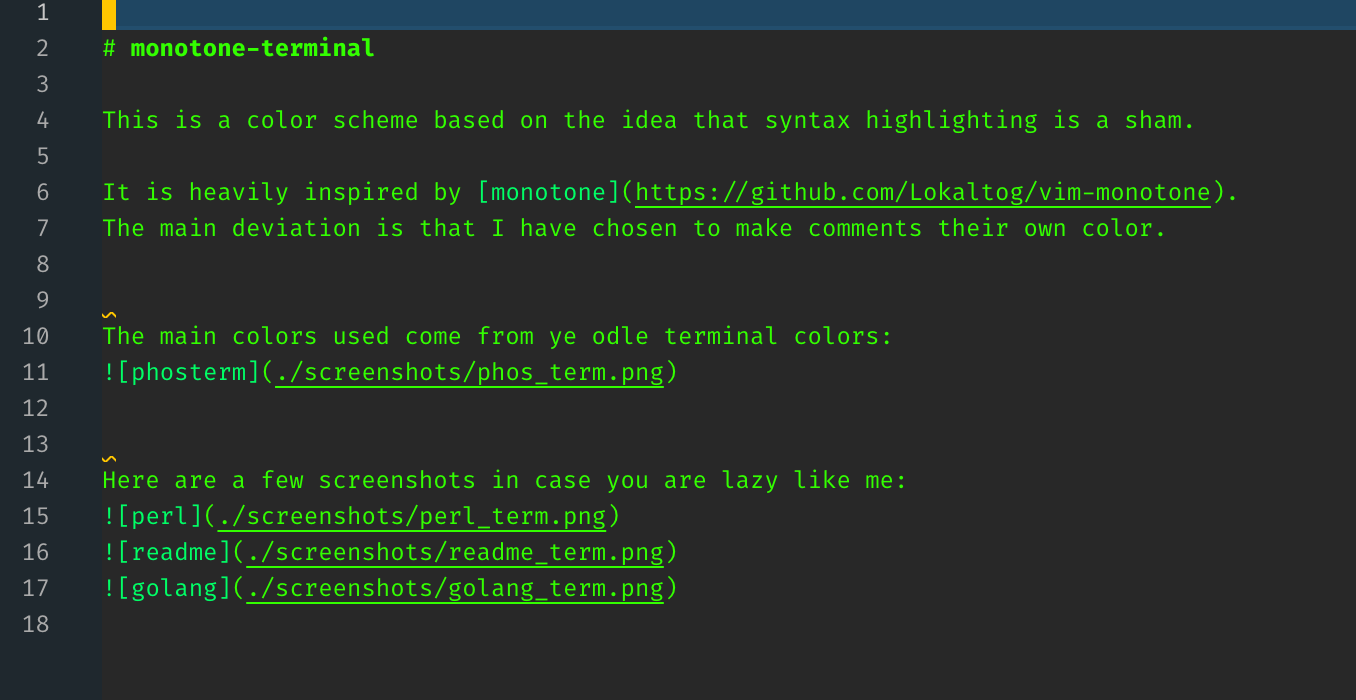 1
2 # monotone-terminal
3
4 This is a color scheme based on the idea that syntax highlighting is a sham.
5
6 It is heavily inspired by [monotone](https://github.com/Lokaltog/vim-monotone).
7 The main deviation is that I have chosen to make comments their own color.
8
9
10 The main colors used come from ye odle terminal colors:
11 ![phosterm](./screenshots/phos_term.png)
12
13
14 Here are a few screenshots in case you are lazy like me:
15 ![perl](./screenshots/perl_term.png)
16 ![readme](./screenshots/readme_term.png)
17 ![golang](./screenshots/golang_term.png)
18